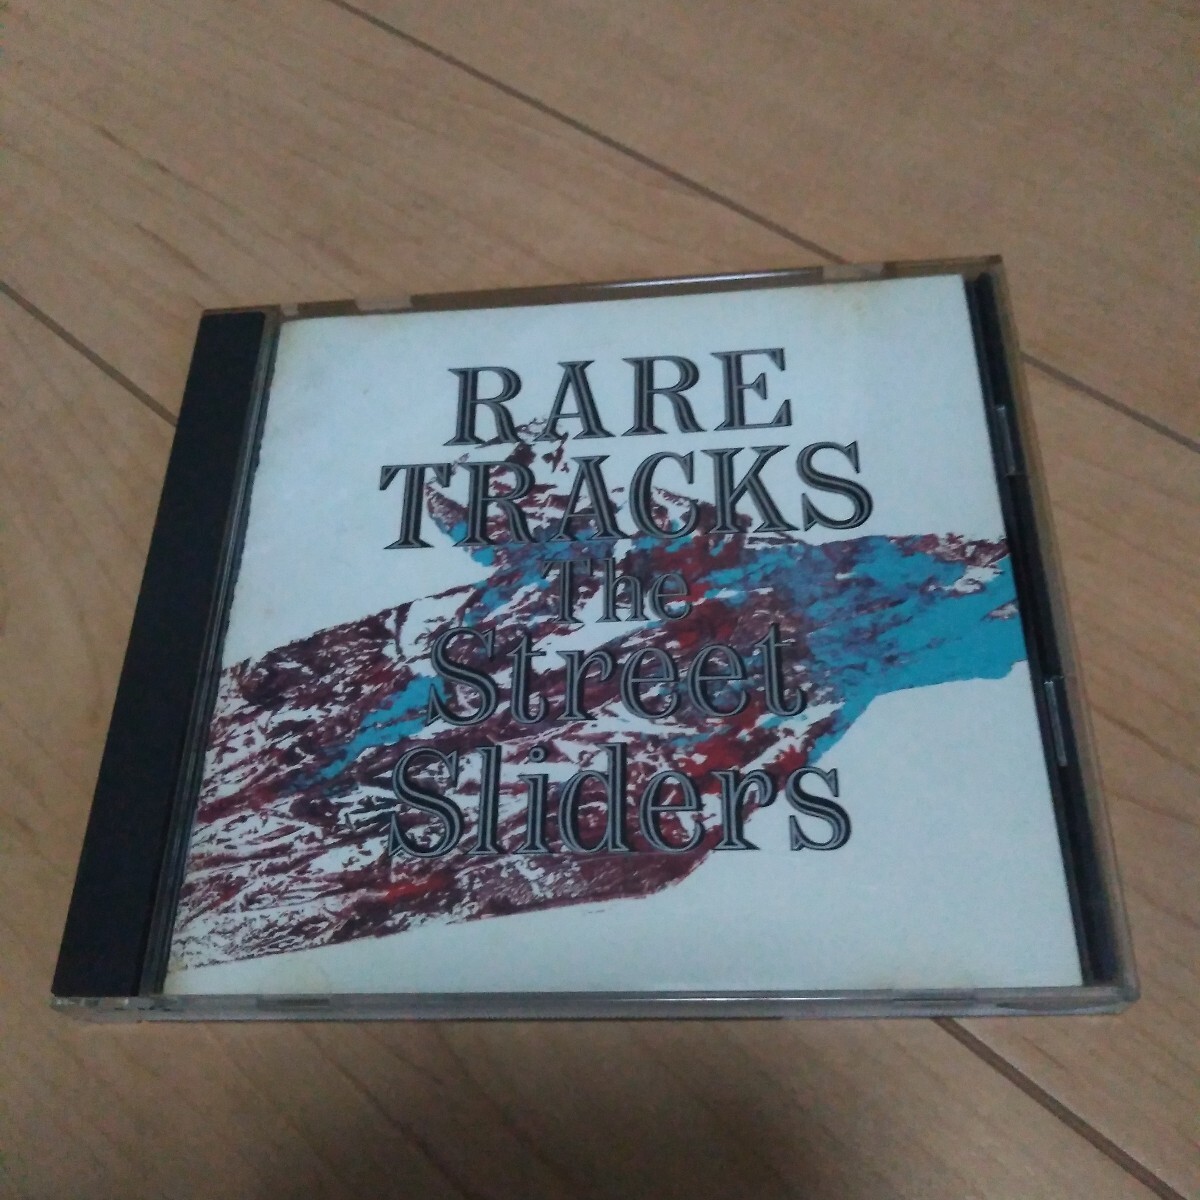 RARE
TRACKS
The
Street
Sliders